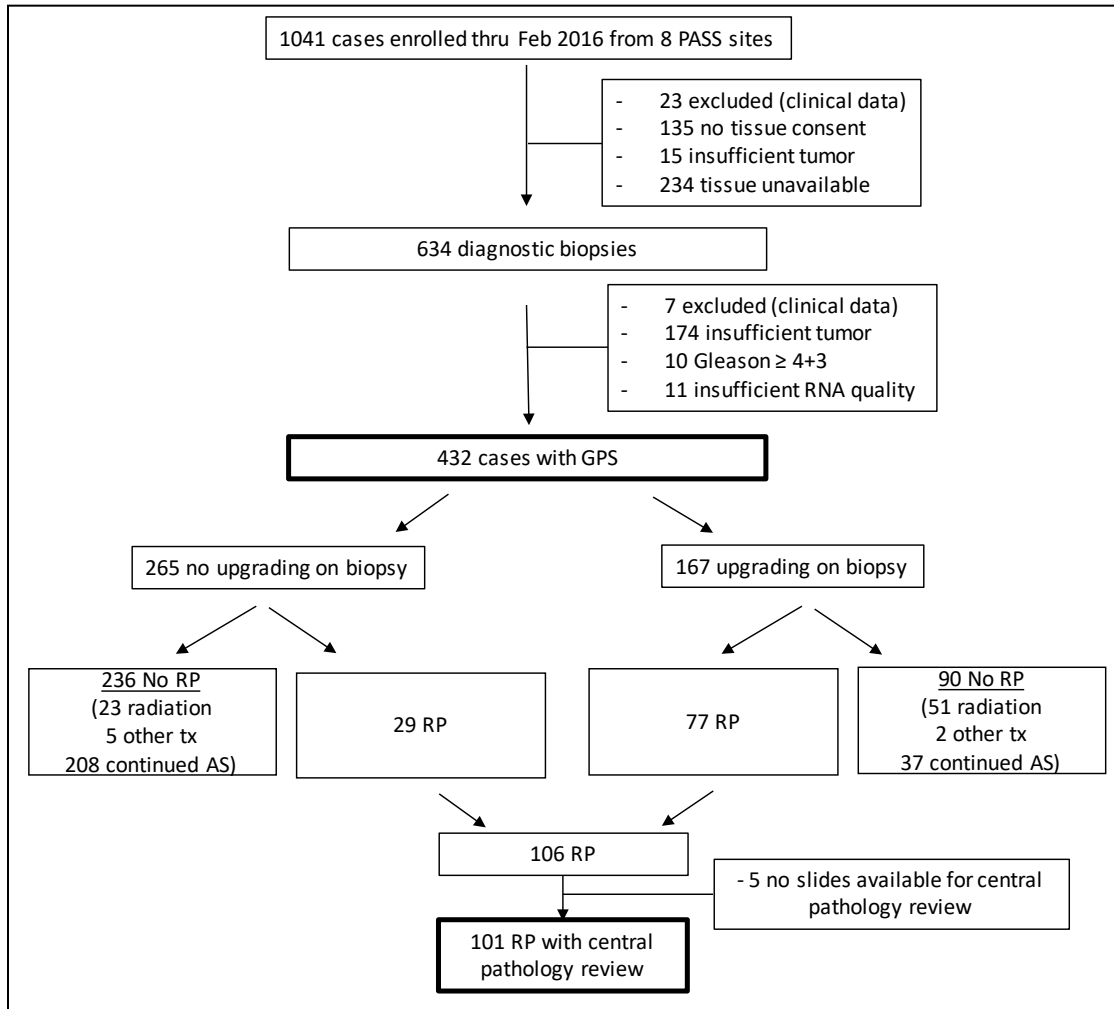 1041 cases enrolled thru Feb 2016 from 8 PASS sites
- 23 excluded (clinical data)
- 135 no tissue consent
- 15 insufficient tumor
- 234 tissue unavailable
634 diagnostic biopsies
- 7 excluded (clinical data)
- 174 insufficient tumor
- 10 Gleason ≥ 4+3
- 11 insufficient RNA quality
432 cases with GPS
265 no upgrading on biopsy
167 upgrading on biopsy
236 No RP
(23 radiation
5 other tx
208 continued AS)
29 RP
77 RP
90 No RP
(51 radiation
2 other tx
37 continued AS)
106 RP
- 5 no slides available for central
pathology review
101 RP with central
pathology review